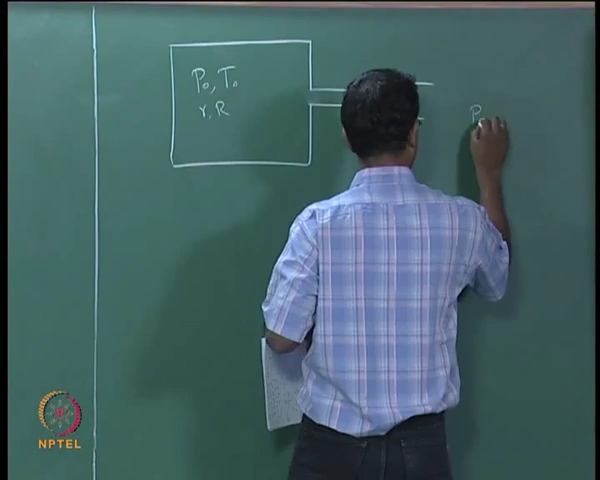 P₀, T₀
γ, R
P
NPTEL